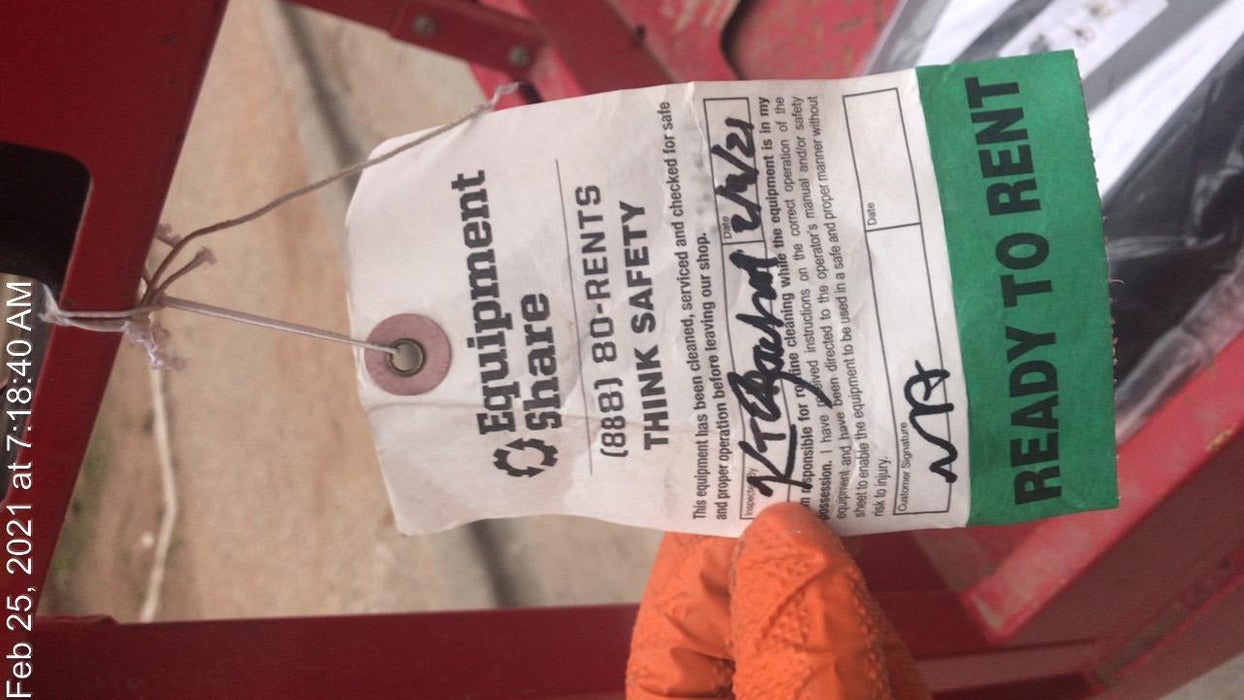 Feb 25, 2021 at 7:18:40 AM
Equipment
Share
(888) 80-RENTS
THINK SAFETY
This equipment has been cleaned, serviced and checked for safe
and proper operation before leaving our shop.
Inspected By
Date
responsible for routine cleaning while the equipment is in my
possession. I have received instructions on the correct operation of the
equipment and have been directed to the operator's manual and/or safety
sheet to enable the equipment to be used in a safe and proper manner without
risk to injury.
Customer Signature
Date
NA
READY TO RENT